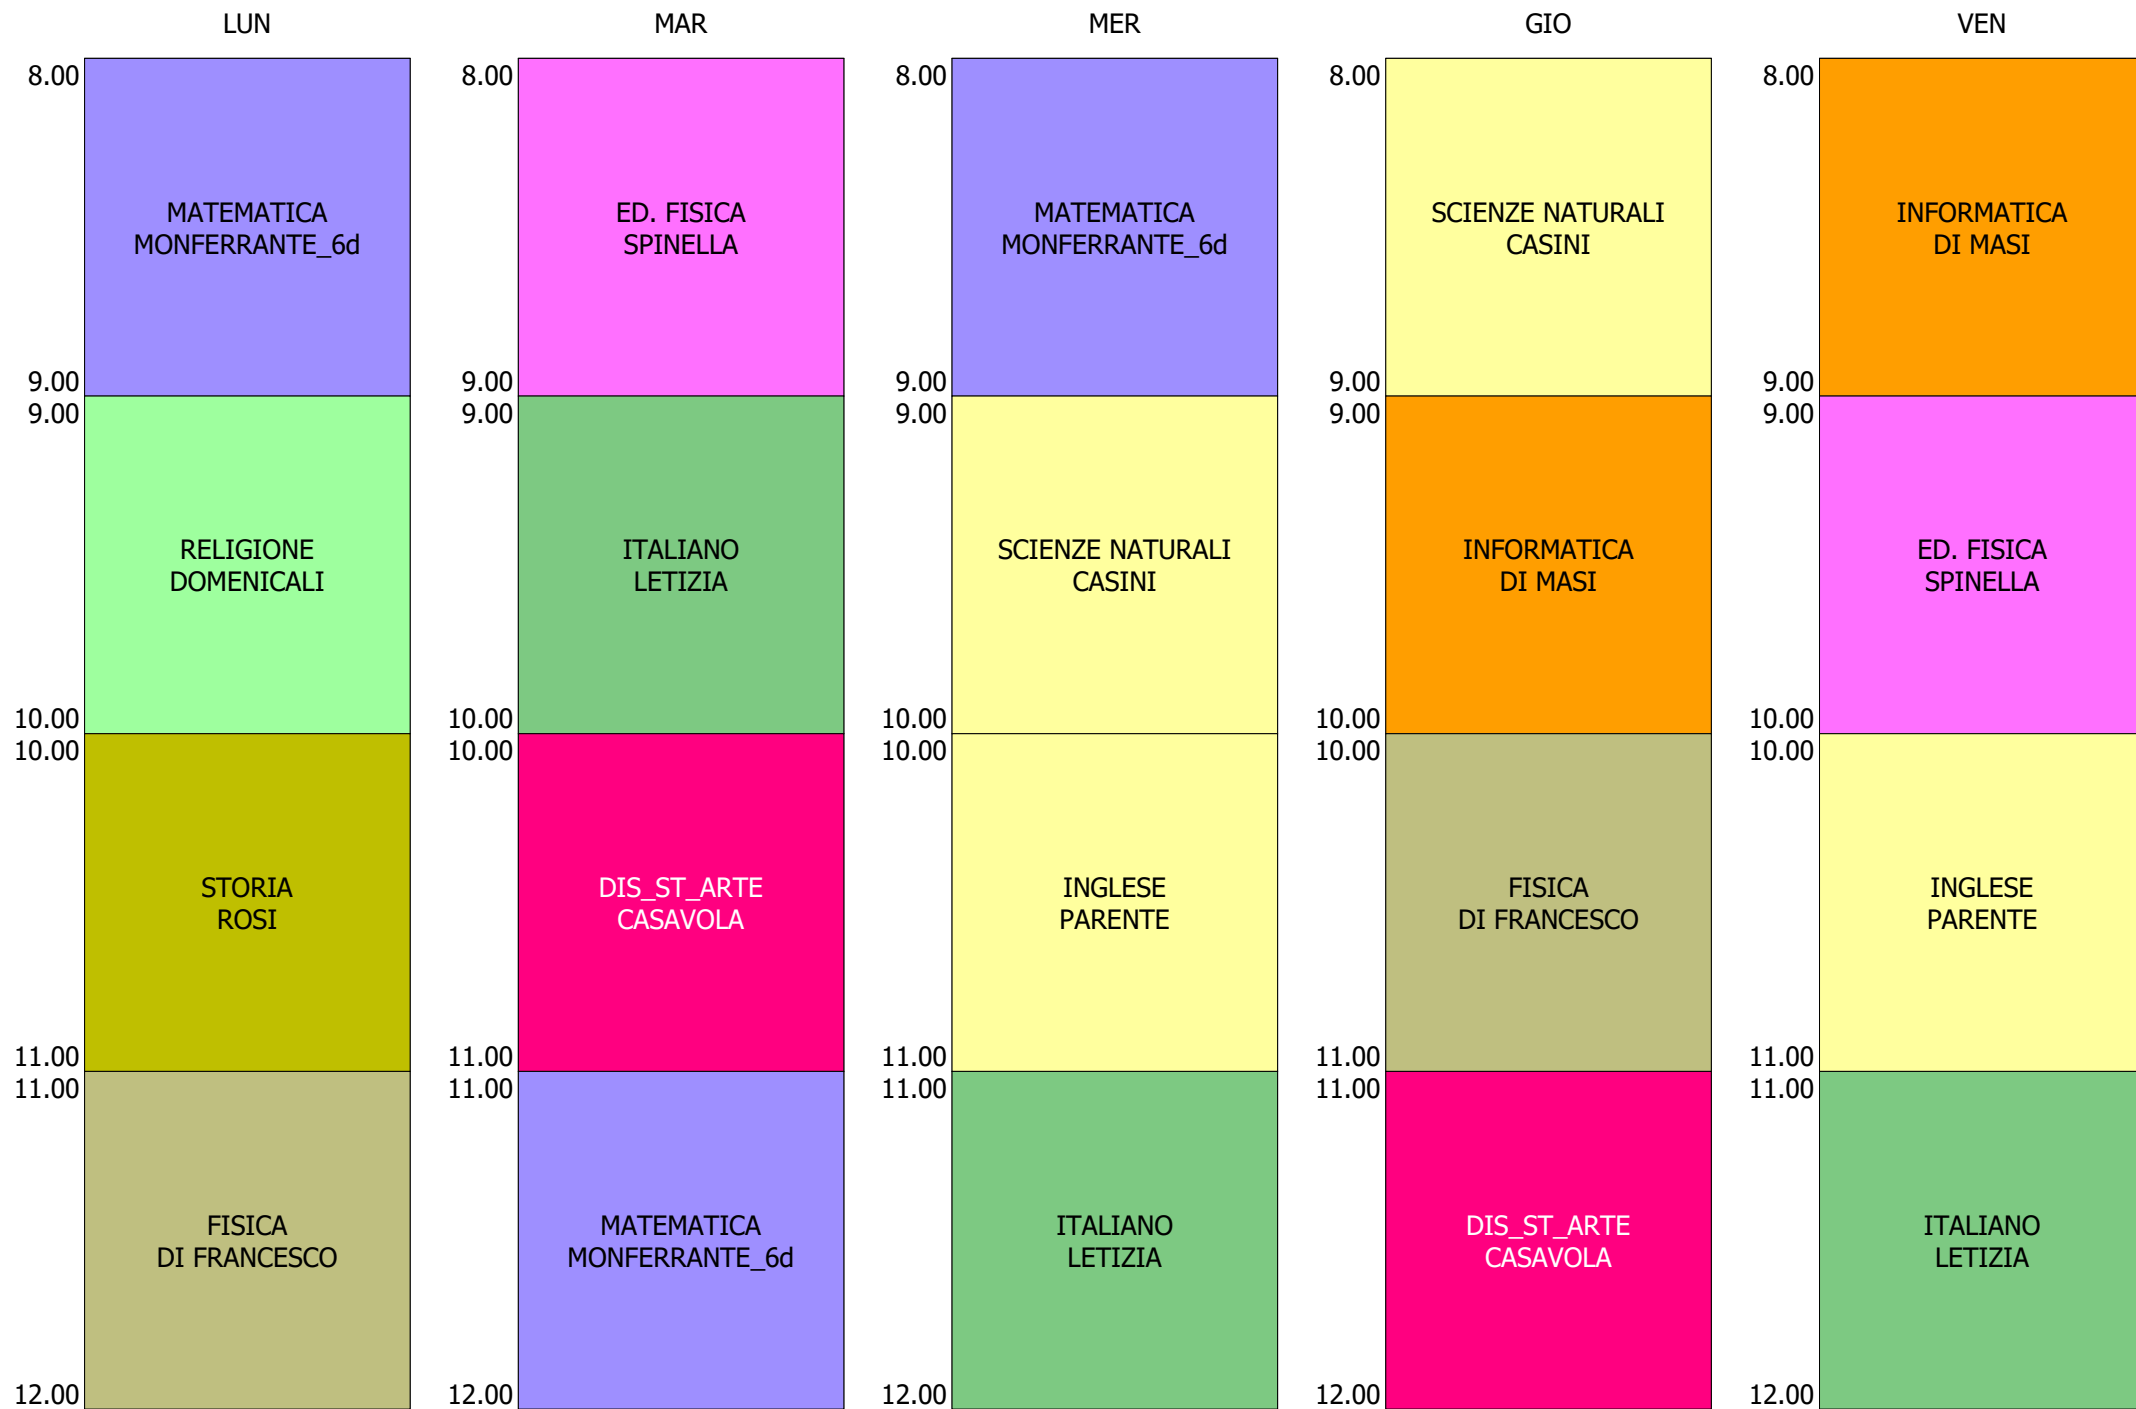 LUN
MAR
MER
GIO
VEN
8.00
MATEMATICA
MONFERRANTE_6d
9.00
8.00
ED. FISICA
SPINELLA
9.00
8.00
MATEMATICA
MONFERRANTE_6d
9.00
8.00
SCIENZE NATURALI
CASINI
9.00
8.00
INFORMATICA
DI MASI
9.00
9.00
RELIGIONE
DOMENICALI
10.00
9.00
ITALIANO
LETIZIA
10.00
9.00
SCIENZE NATURALI
CASINI
10.00
9.00
INFORMATICA
DI MASI
10.00
9.00
ED. FISICA
SPINELLA
10.00
10.00
STORIA
ROSI
11.00
10.00
DIS_ST_ARTE
CASAVOLA
11.00
10.00
INGLESE
PARENTE
11.00
10.00
FISICA
DI FRANCESCO
11.00
10.00
INGLESE
PARENTE
11.00
11.00
FISICA
DI FRANCESCO
12.00
11.00
MATEMATICA
MONFERRANTE_6d
12.00
11.00
ITALIANO
LETIZIA
12.00
11.00
DIS_ST_ARTE
CASAVOLA
12.00
11.00
ITALIANO
LETIZIA
12.00